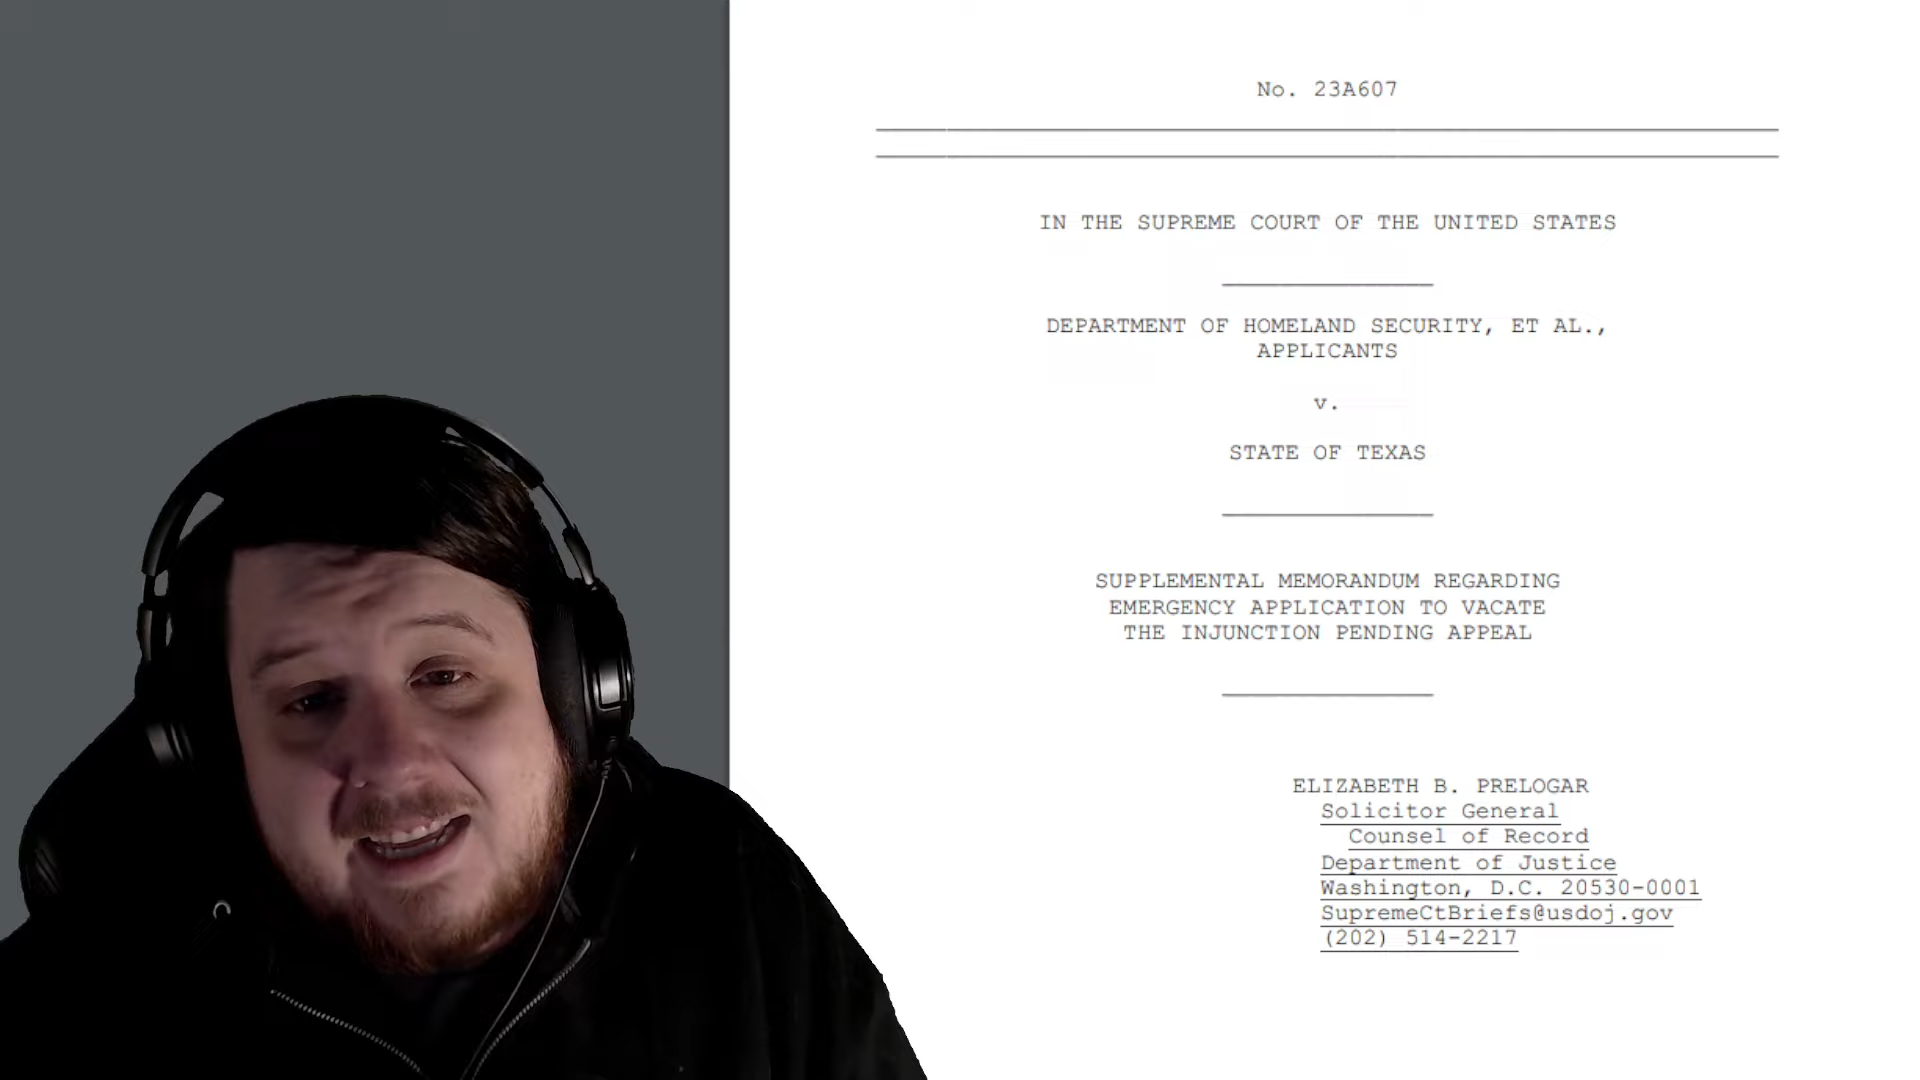 No. 23A607
IN THE SUPREME COURT OF THE UNITED STATES
DEPARTMENT OF HOMELAND SECURITY, ET AL.,
APPLICANTS
v.
STATE OF TEXAS
SUPPLEMENTAL MEMORANDUM REGARDING
EMERGENCY APPLICATION TO VACATE
THE INJUNCTION PENDING APPEAL
ELIZABETH B. PRELOGAR
Solicitor General
Counsel of Record
Department of Justice
Washington, D.C. 20530-0001
SupremeCtBriefs@usdoj.gov
(202) 514-2217